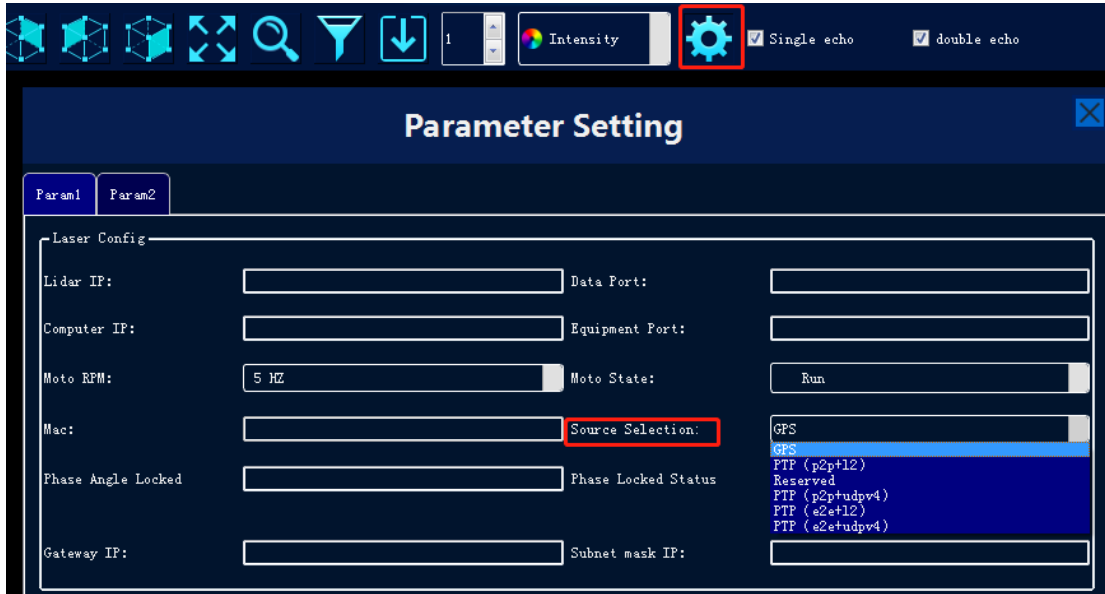 1
Intensity
Single echo
double echo
Parameter Setting
Param1
Param2
Laser Config
Lidar IP:
Data Port:
Computer IP:
Equipment Port:
Moto RPM:
5 HZ
Moto State:
Run
Mac:
Source Selection:
GPS
GPS
PTP (p2p+l2)
Reserved
PTP (p2p+udpv4)
PTP (e2e+l2)
PTP (e2e+udpv4)
Phase Angle Locked
Phase Locked Status
Gateway IP:
Subnet mask IP: